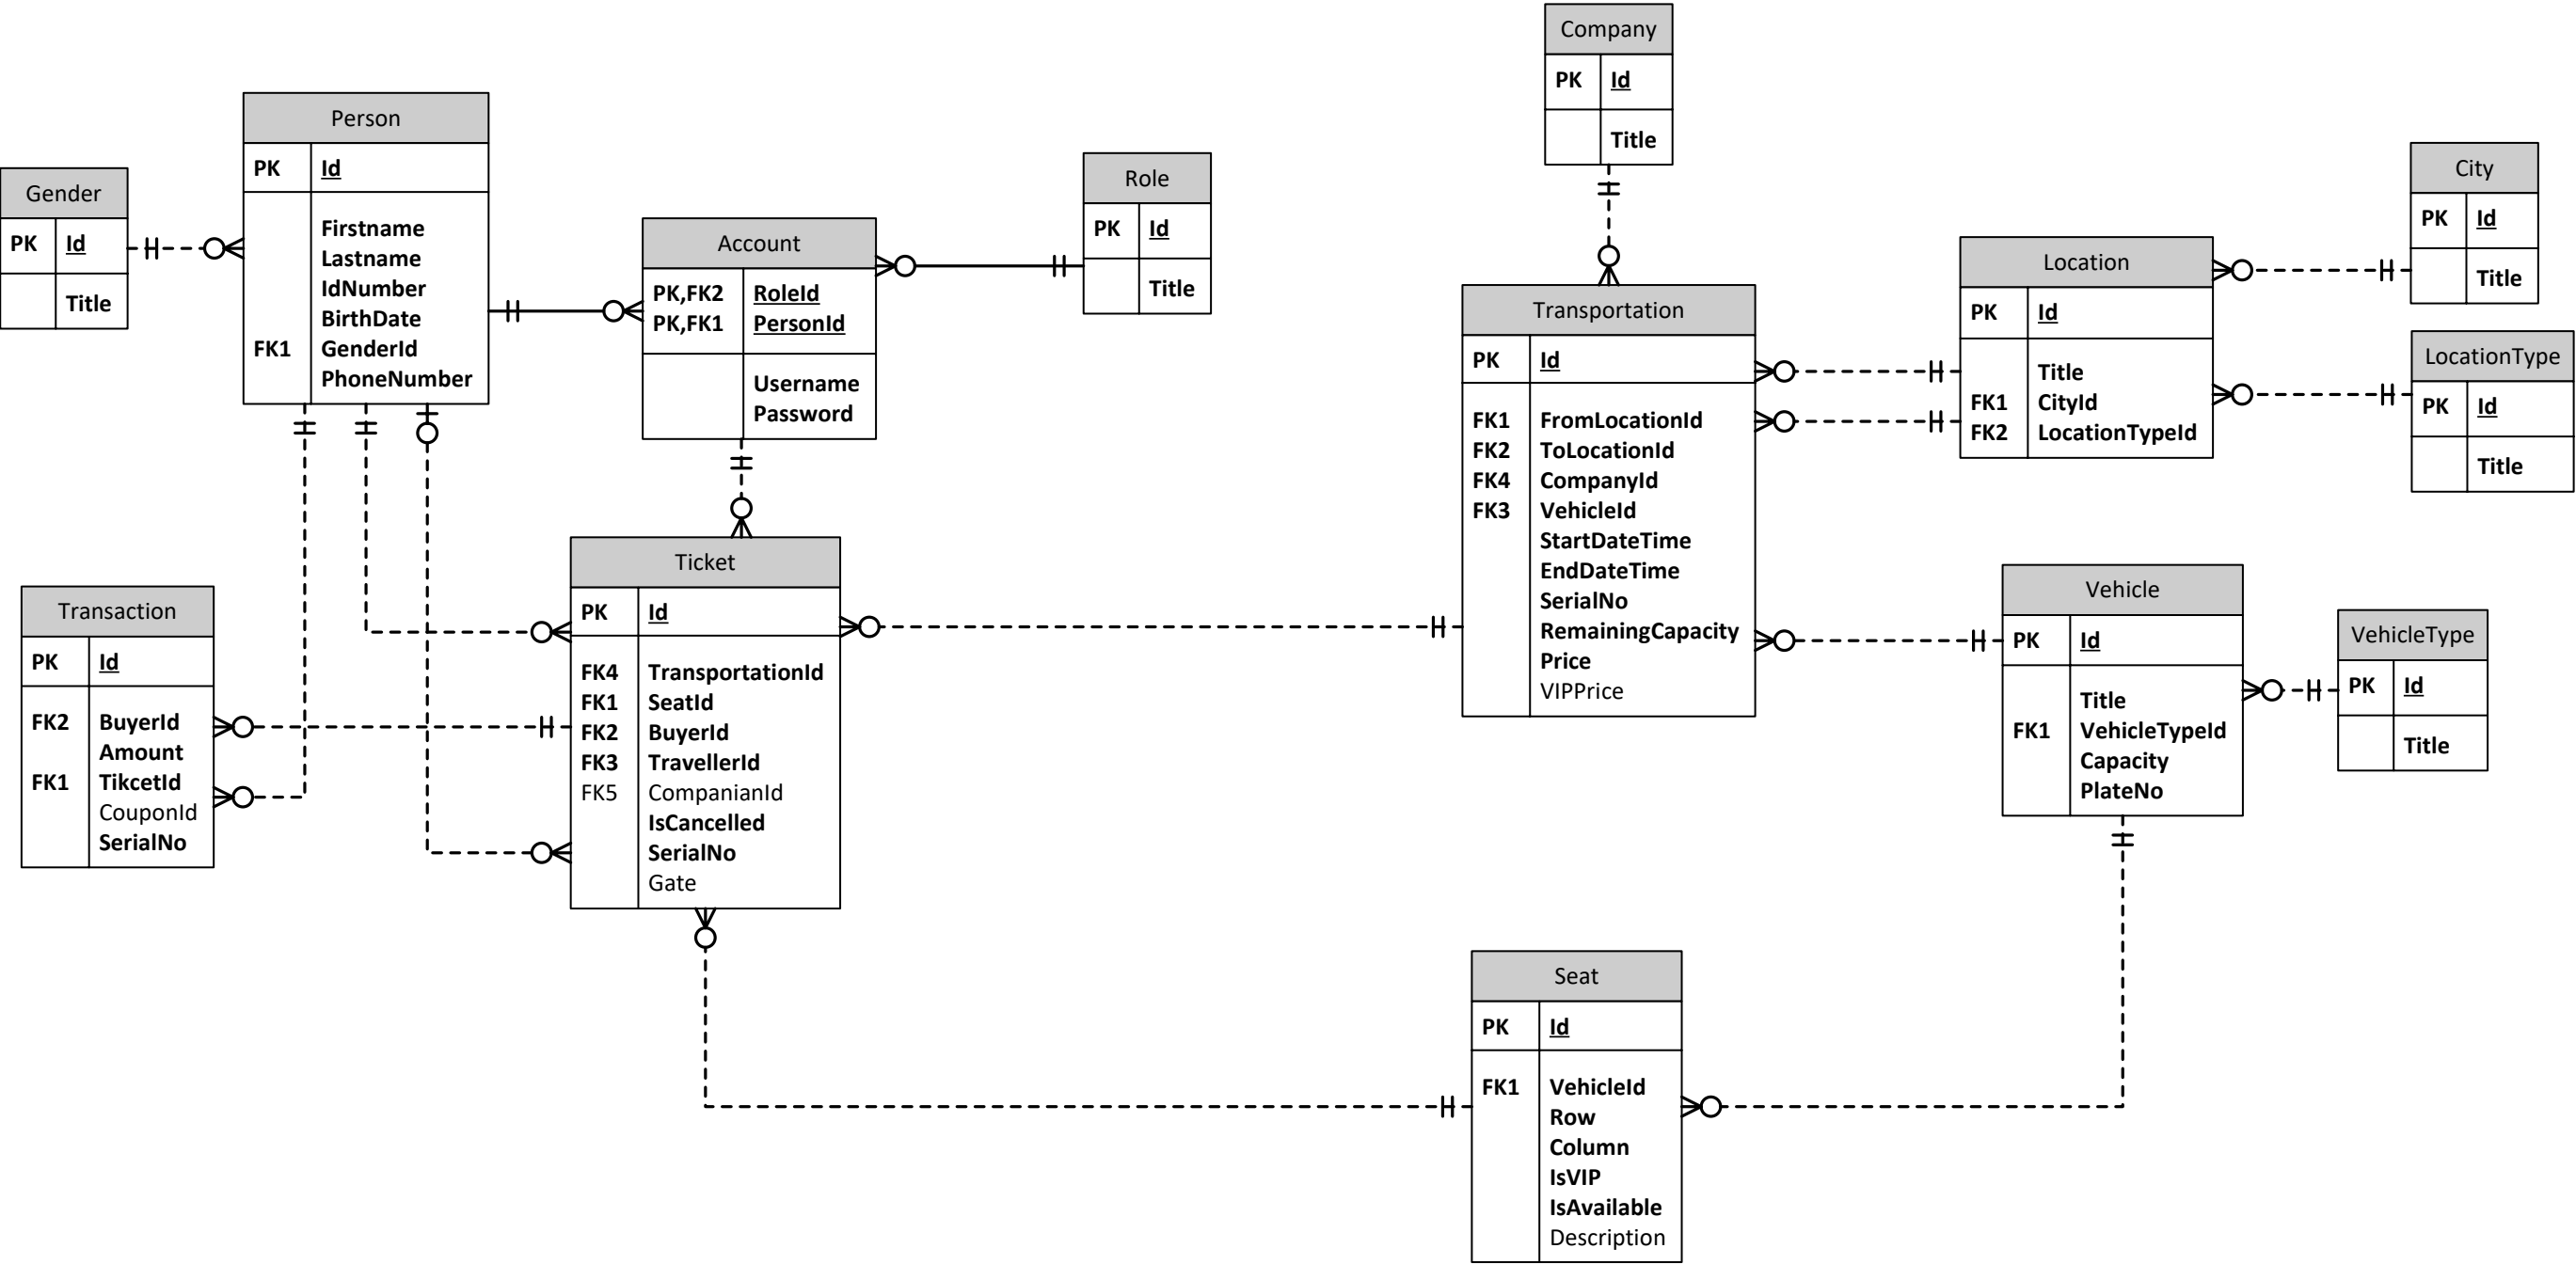 Company
PK Id
Title
Person
PK Id
Firstname
Lastname
IdNumber
BirthDate
FK1 GenderId
PhoneNumber
Gender
PK Id
Title
Account
PK,FK2 RoleId
PK,FK1 PersonId
Username
Password
Role
PK Id
Title
Transportation
PK Id
FK1 FromLocationId
FK2 ToLocationId
FK4 CompanyId
FK3 VehicleId
StartDateTime
EndDateTime
SerialNo
RemainingCapacity
Price
VIPPrice
Location
PK Id
Title
FK1 CityId
FK2 LocationTypeId
City
PK Id
Title
LocationType
PK Id
Title
Transaction
PK Id
FK2 BuyerId
Amount
FK1 TikcetId
CouponId
SerialNo
Ticket
PK Id
FK4 TransportationId
FK1 SeatId
FK2 BuyerId
FK3 TravellerId
FK5 CompanianId
IsCancelled
SerialNo
Gate
Vehicle
PK Id
Title
FK1 VehicleTypeId
Capacity
PlateNo
VehicleType
PK Id
Title
Seat
PK Id
FK1 VehicleId
Row
Column
IsVIP
IsAvailable
Description